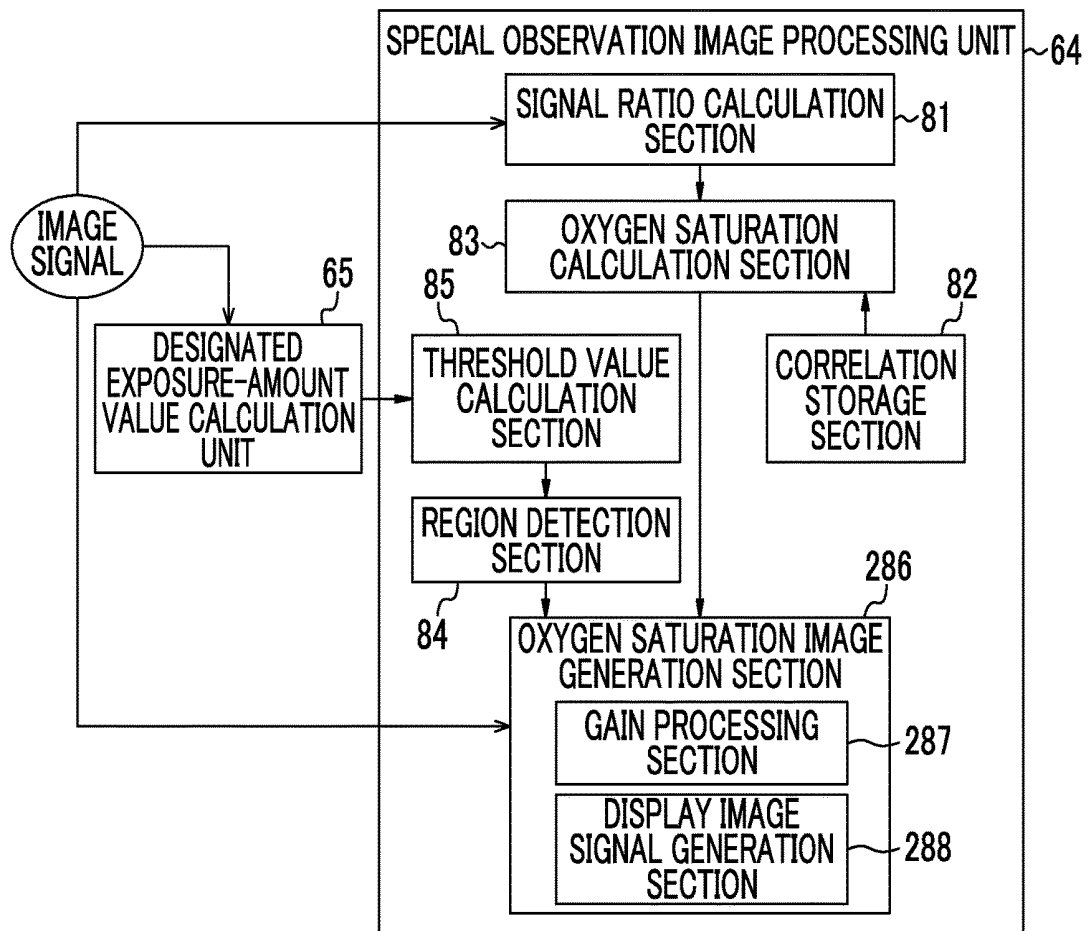 SPECIAL OBSERVATION IMAGE PROCESSING UNIT
64
SIGNAL RATIO CALCULATION
SECTION
81
IMAGE
SIGNAL
83
OXYGEN SATURATION
CALCULATION SECTION
65
85
82
DESIGNATED
EXPOSURE-AMOUNT
VALUE CALCULATION
UNIT
THRESHOLD VALUE
CALCULATION
SECTION
CORRELATION
STORAGE
SECTION
REGION DETECTION
SECTION
84
286
OXYGEN SATURATION IMAGE
GENERATION SECTION
GAIN PROCESSING
SECTION
287
DISPLAY IMAGE
SIGNAL GENERATION
SECTION
288